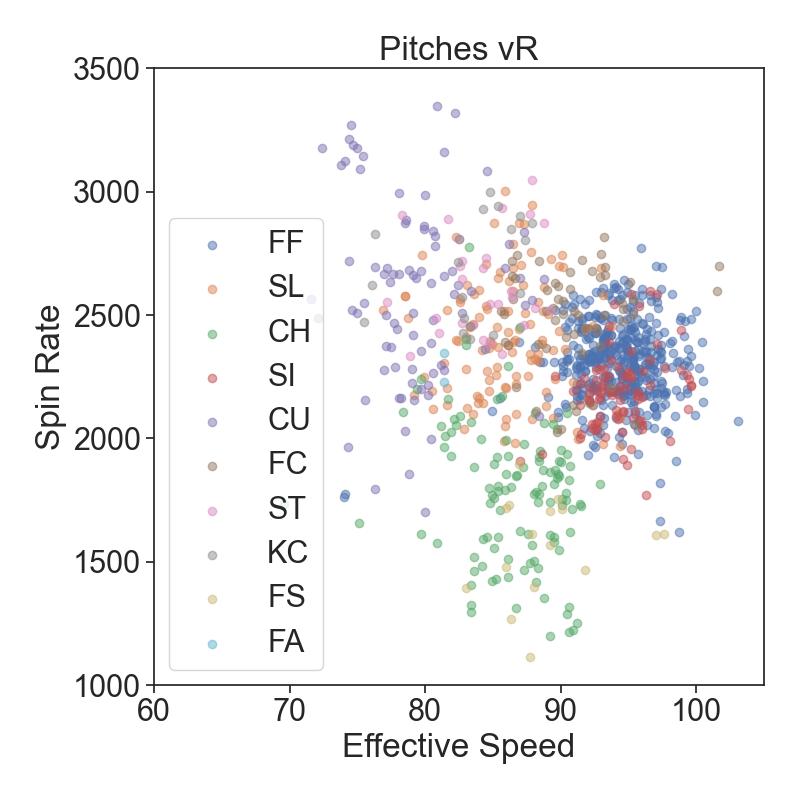 Pitches vR
3500
3000
2500
2000
1500
1000
Spin Rate
FF
SL
CH
SI
CU
FC
ST
KC
FS
FA
60 70 80 90 100
Effective Speed